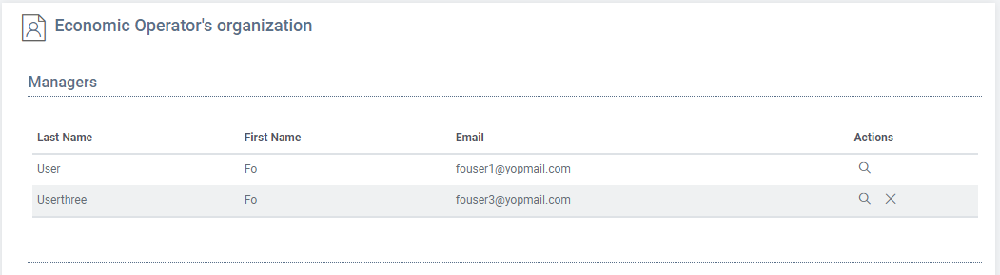 Economic Operator's organization
Managers
Last Name First Name Email Actions
User Fo fouser1@yopmail.com
Userthree Fo fouser3@yopmail.com